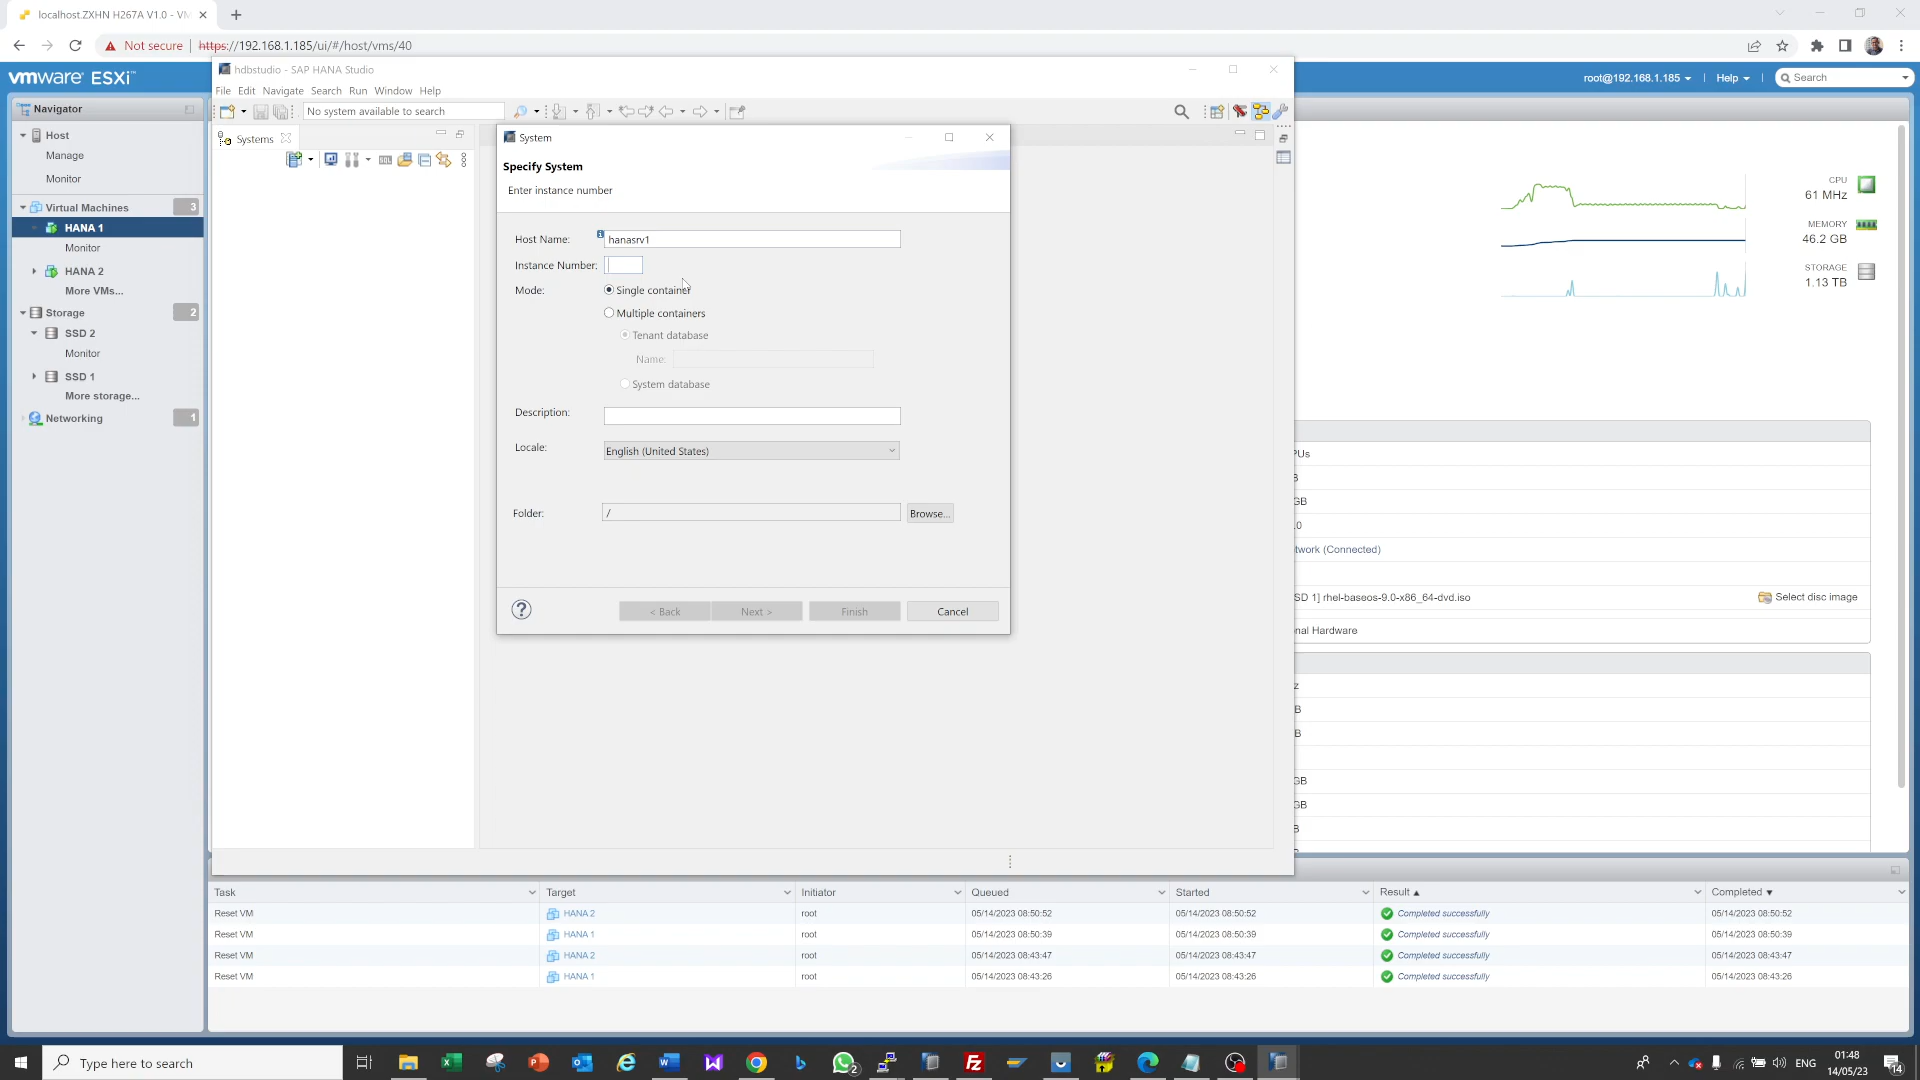 localhost.ZXHN H267A V1.0 - VM
Not secure
https://192.168.1.185/ui/#/host/vms/40
vmware ESXi™
hdbstudio - SAP HANA Studio
root@192.168.1.185
Help
Search
File Edit Navigate Search Run Window Help
No system available to search
Navigator
Host
Manage
Monitor
Virtual Machines 3
HANA 1
Monitor
HANA 2
More VMs...
Storage 2
SSD 2
Monitor
SSD 1
More storage...
Networking 1
Systems
SQL
System
Specify System
Enter instance number
Host Name: hanasrv1
Instance Number:
Mode: Single container
Multiple containers
Tenant database
Name:
System database
Description:
Locale: English (United States)
Folder: / Browse...
< Back Next > Finish Cancel
CPU
61 MHz
MEMORY
46.2 GB
STORAGE
1.13 TB
PUs
B
GB
.0
twork (Connected)
SD 1] rhel-baseos-9.0-x86_64-dvd.iso Select disc image
nal Hardware
z
B
B
GB
GB
B
Task Target Initiator Queued Started Result Completed
Reset VM HANA 2 root 05/14/2023 08:50:52 05/14/2023 08:50:52 Completed successfully 05/14/2023 08:50:52
Reset VM HANA 1 root 05/14/2023 08:50:39 05/14/2023 08:50:39 Completed successfully 05/14/2023 08:50:39
Reset VM HANA 2 root 05/14/2023 08:43:47 05/14/2023 08:43:47 Completed successfully 05/14/2023 08:43:47
Reset VM HANA 1 root 05/14/2023 08:43:26 05/14/2023 08:43:26 Completed successfully 05/14/2023 08:43:26
Type here to search
ENG
01:48
14/05/23
14